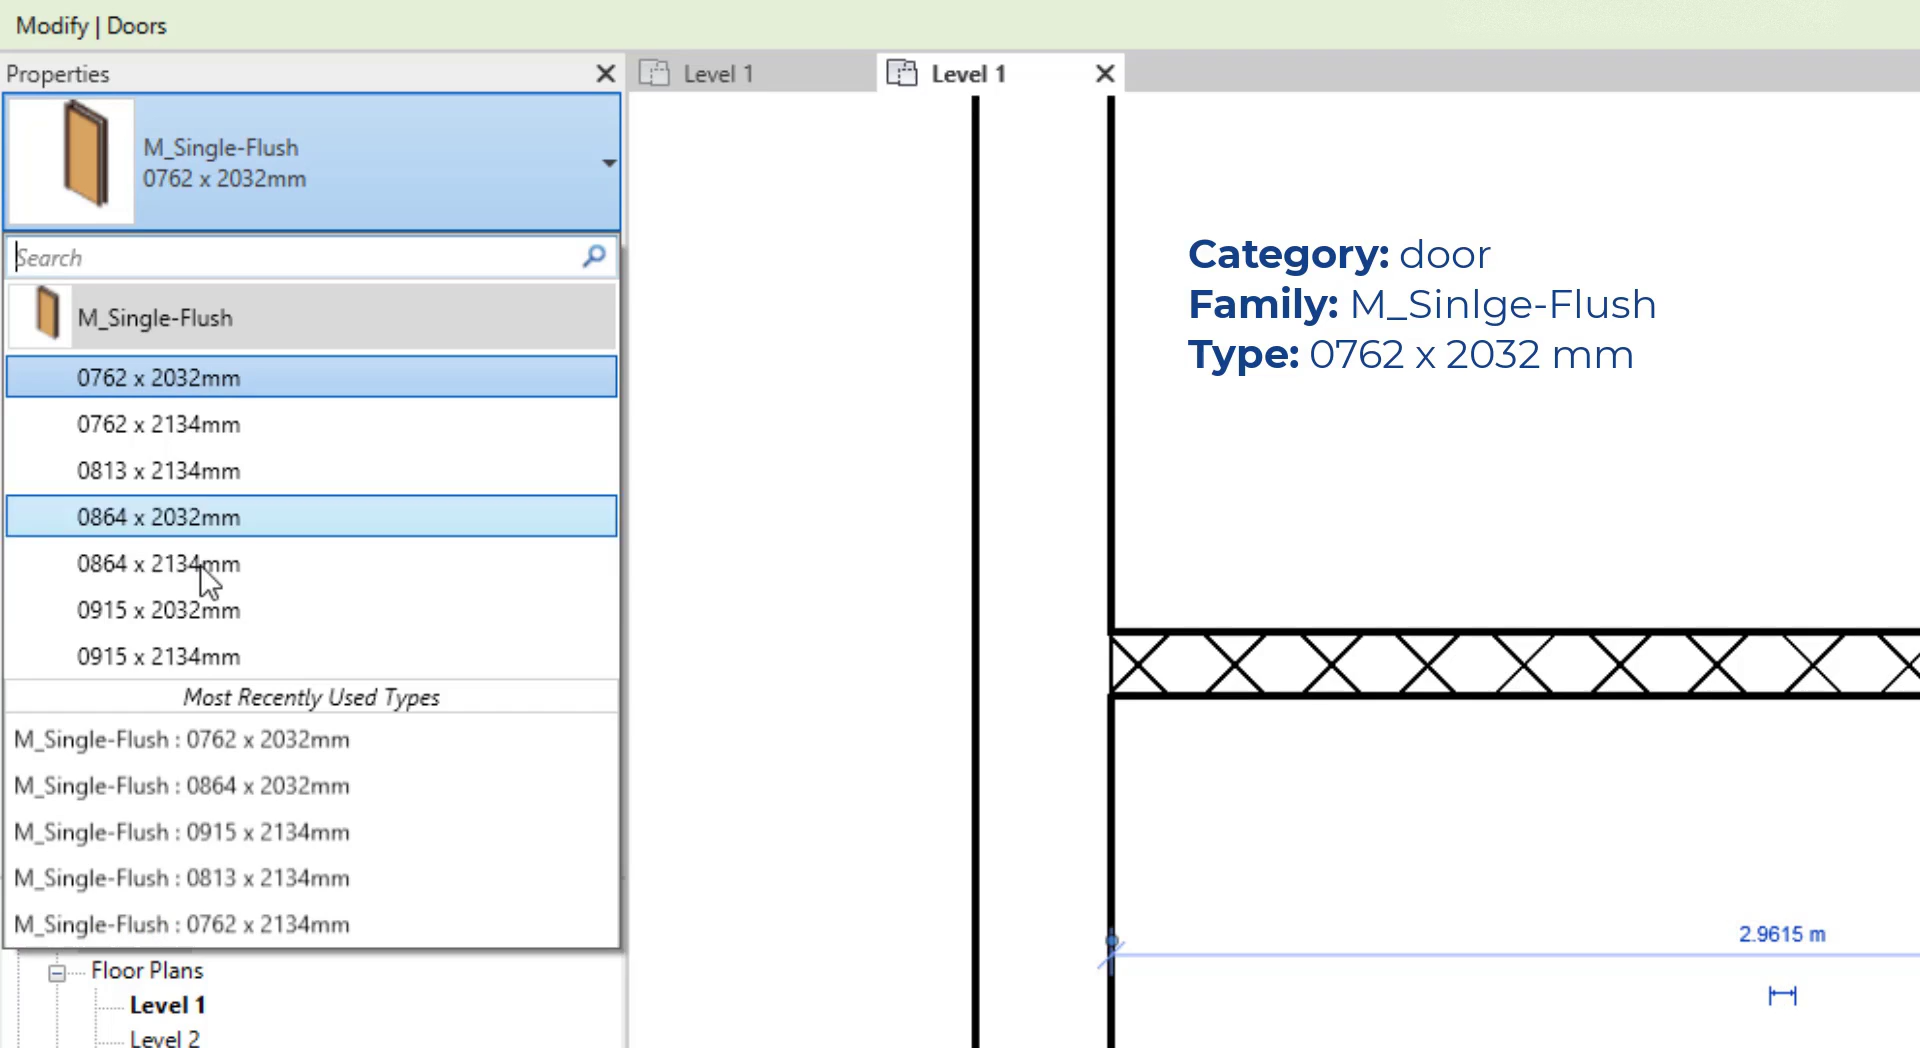 Modify | Doors
Properties
Level 1
Level 1
M_Single-Flush
0762 x 2032mm
Search
M_Single-Flush
0762 x 2032mm
0762 x 2134mm
0813 x 2134mm
0864 x 2032mm
0864 x 2134mm
0915 x 2032mm
0915 x 2134mm
Most Recently Used Types
M_Single-Flush : 0762 x 2032mm
M_Single-Flush : 0864 x 2032mm
M_Single-Flush : 0915 x 2134mm
M_Single-Flush : 0813 x 2134mm
M_Single-Flush : 0762 x 2134mm
Floor Plans
Level 1
Level 2
Category: door
Family: M_Sinlge-Flush
Type: 0762 x 2032 mm
2.9615 m